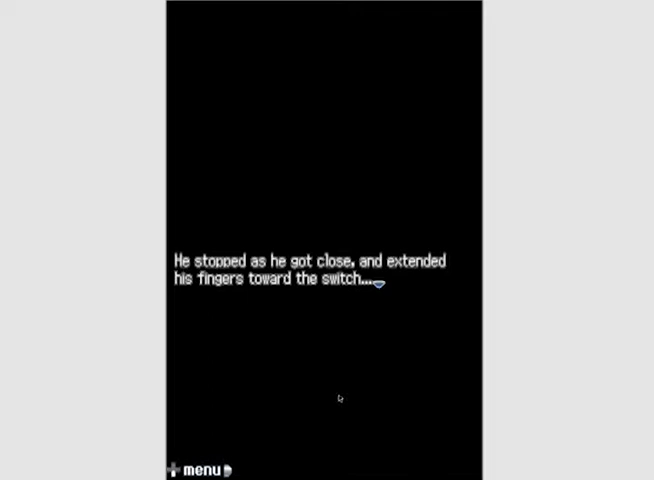 He stopped as he got close, and extended
his fingers toward the switch...
menu